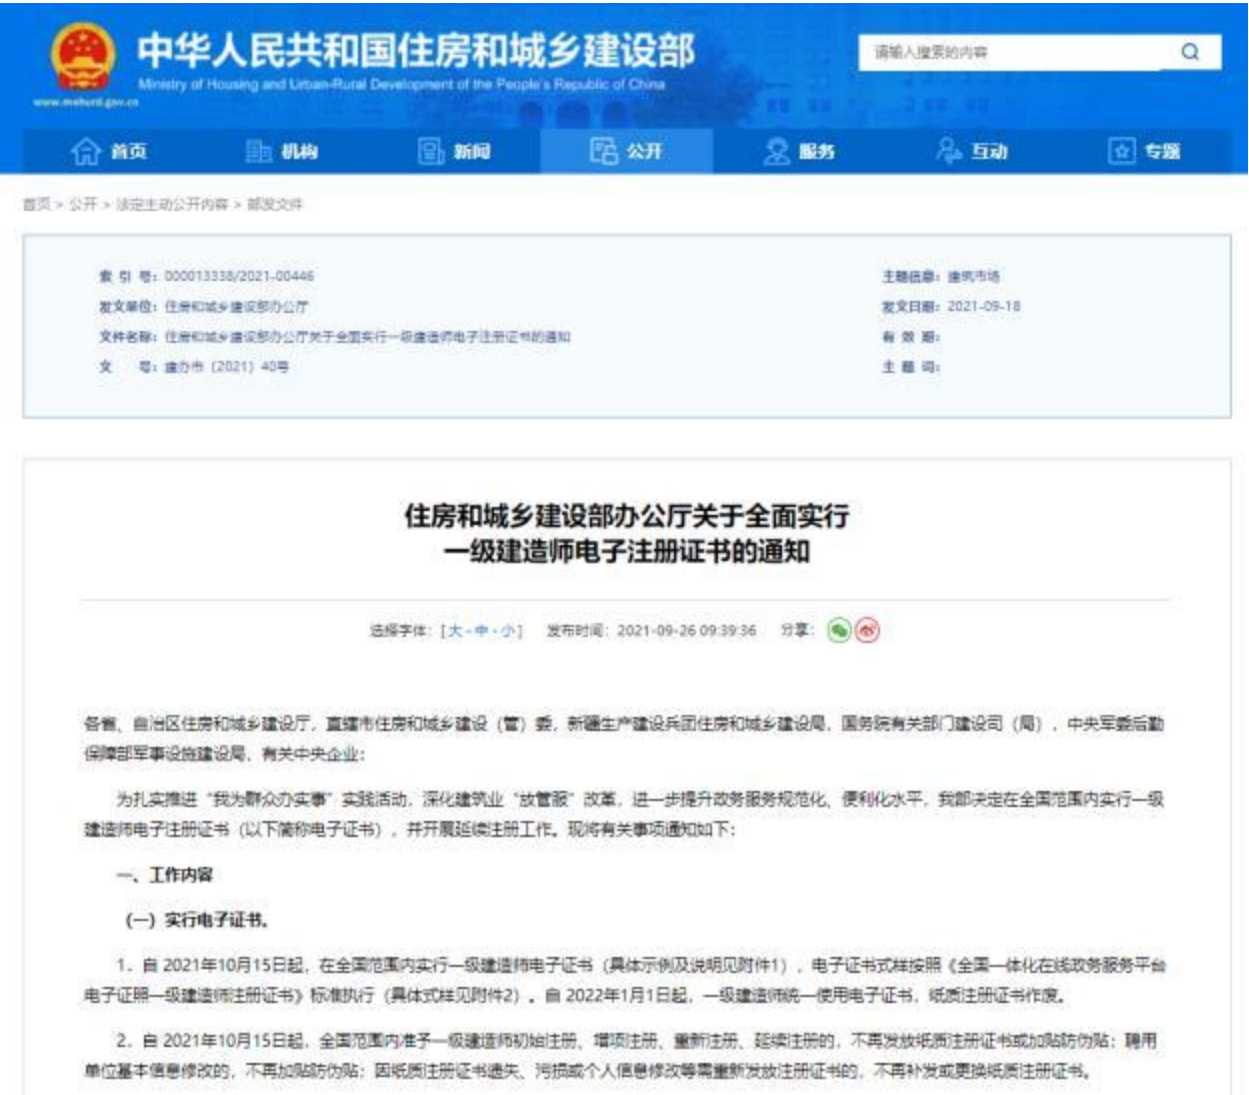 中华人民共和国住房和城乡建设部
Ministry of Housing and Urban-Rural Development of the People's Republic of China
www.mohurd.gov.cn
请输入搜索的内容
首页 机构 新闻 公开 服务 互动 专题
首页 > 公开 > 法定主动公开内容 > 部发文件
索 引 号：000013338/2021-00446 主题信息：建筑市场
发文单位：住房和城乡建设部办公厅 发文日期：2021-09-18
文件名称：住房和城乡建设部办公厅关于全面实行一级建造师电子注册证书的通知 有 效 期：
文 号：建办市〔2021〕40号 主 题 词：
住房和城乡建设部办公厅关于全面实行
一级建造师电子注册证书的通知
选择字体：[大-中-小] 发布时间：2021-09-26 09:39:36 分享：
各省、自治区住房和城乡建设厅，直辖市住房和城乡建设（管）委，新疆生产建设兵团住房和城乡建设局，国务院有关部门建设司（局），中央军委后勤
保障部军事设施建设局，有关中央企业：
为扎实推进“我为群众办实事”实践活动，深化建筑业“放管服”改革，进一步提升政务服务规范化、便利化水平，我部决定在全国范围内实行一级
建造师电子注册证书（以下简称电子证书），并开展延续注册工作。现将有关事项通知如下：
一、工作内容
（一）实行电子证书。
1．自 2021年10月15日起，在全国范围内实行一级建造师电子证书（具体示例及说明见附件1），电子证书式样按照《全国一体化在线政务服务平台
电子证照一级建造师注册证书》标准执行（具体式样见附件2）。自 2022年1月1日起，一级建造师统一使用电子证书，纸质注册证书作废。
2．自 2021年10月15日起，全国范围内准予一级建造师初始注册、增项注册、重新注册、延续注册的，不再发放纸质注册证书或加贴防伪贴；聘用
单位基本信息修改的，不再加贴防伪贴；因纸质注册证书遗失、污损或个人信息修改等需重新发放注册证书的，不再补发或更换纸质注册证书。